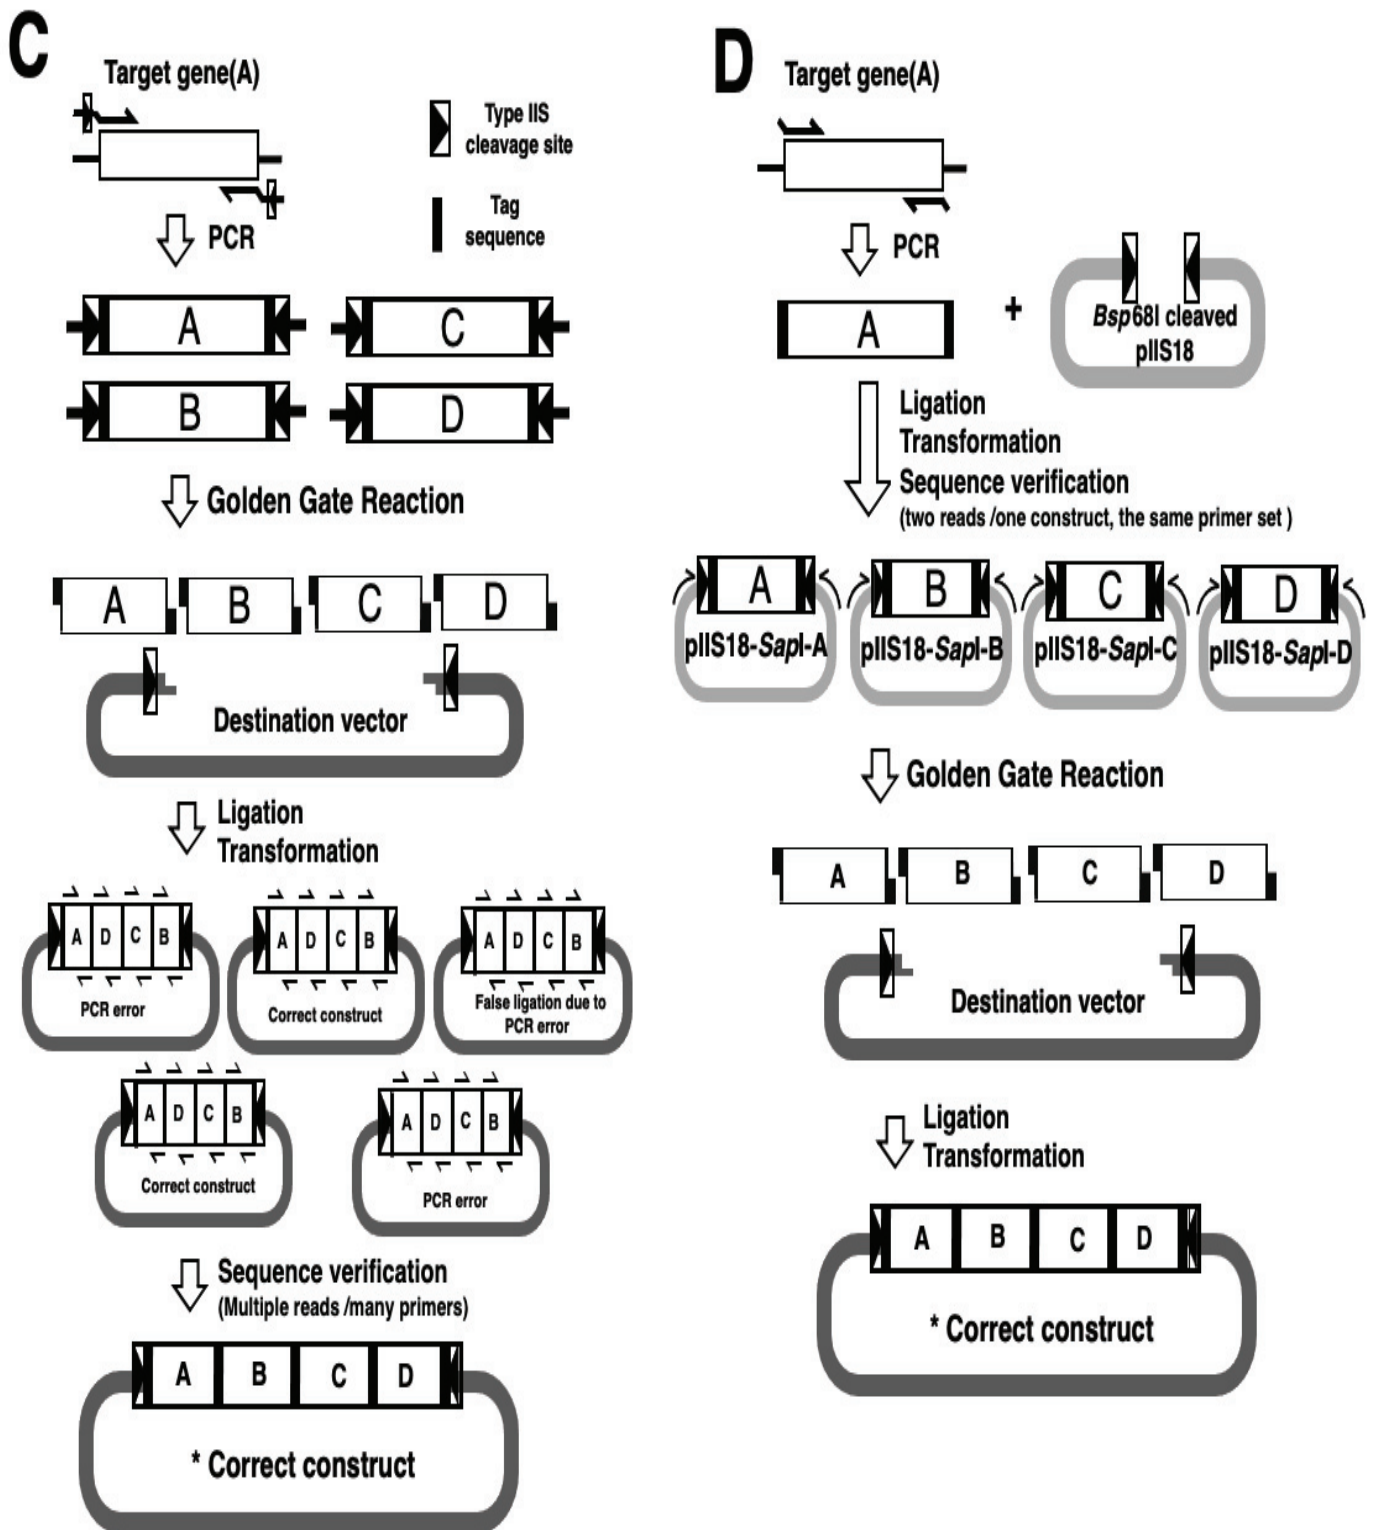 C
Target gene(A)
Type IIS
cleavage site
Tag
sequence
PCR
A
C
B
D
Golden Gate Reaction
A
B
C
D
Destination vector
Ligation
Transformation
A D C B
PCR error
A D C B
Correct construct
A D C B
False ligation due to
PCR error
A D C B
Correct construct
A D C B
PCR error
Sequence verification
(Multiple reads /many primers)
A B C D
* Correct construct
D
Target gene(A)
PCR
A
+
Bsp68I cleaved
pIIS18
Ligation
Transformation
Sequence verification
(two reads /one construct, the same primer set )
A
pIIS18-SapI-A
B
pIIS18-SapI-B
C
pIIS18-SapI-C
D
pIIS18-SapI-D
Golden Gate Reaction
A
B
C
D
Destination vector
Ligation
Transformation
A B C D
* Correct construct